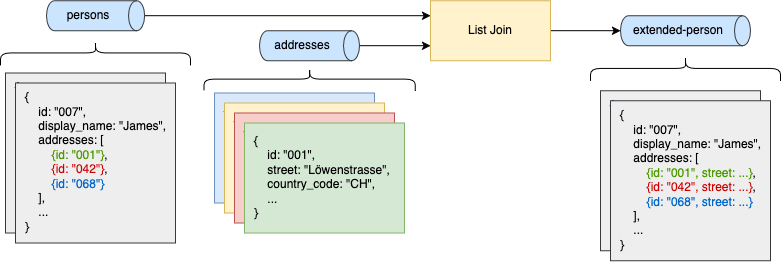 persons
addresses
List Join
extended-person
{
id: "007",
display_name: "James",
addresses: [
{id: "001"},
{id: "042"},
{id: "068"}
],
...
}
{
id: "001",
street: "Löwenstrasse",
country_code: "CH",
...
}
{
id: "007",
display_name: "James",
addresses: [
{id: "001", street: ...},
{id: "042", street: ...},
{id: "068", street: ...}
],
...
}